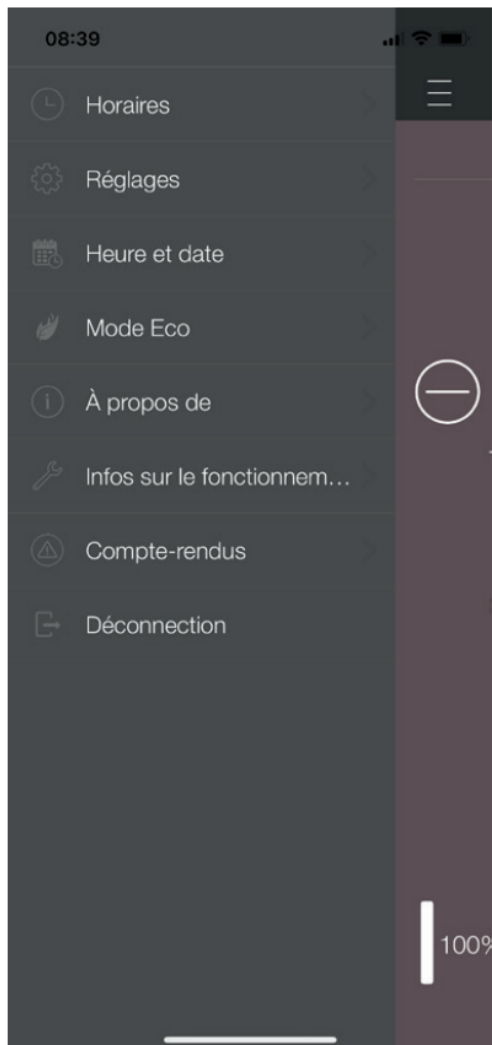 08:39
Horaires
Réglages
Heure et date
Mode Eco
À propos de
Infos sur le fonctionnem...
Compte-rendus
Déconnection
100%